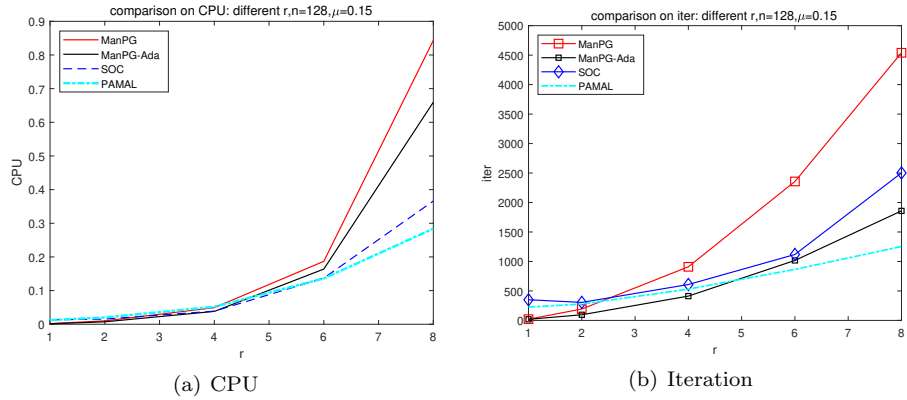 comparison on CPU: different r,n=128,μ=0.15
0.9
0.8
0.7
0.6
0.5
0.4
0.3
0.2
0.1
0
CPU
ManPG
ManPG-Ada
SOC
PAMAL
1 2 3 4 5 6 7 8
r
(a) CPU
comparison on iter: different r,n=128,μ=0.15
5000
4500
4000
3500
3000
2500
2000
1500
1000
500
0
iter
ManPG
ManPG-Ada
SOC
PAMAL
1 2 3 4 5 6 7 8
r
(b) Iteration